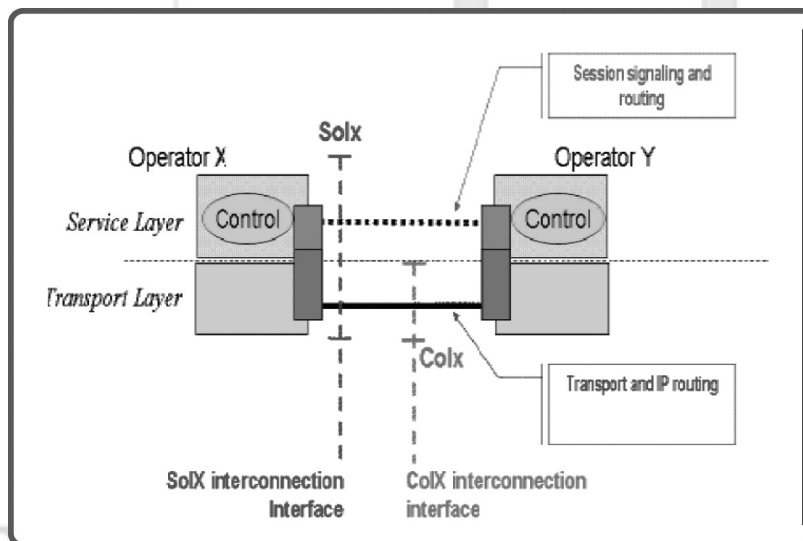 Session signaling and
routing
SoIx
Operator X
Operator Y
Service Layer
Control
Control
Transport Layer
CoIx
Transport and IP routing
SoIX interconnection
Interface
CoIX interconnection
interface